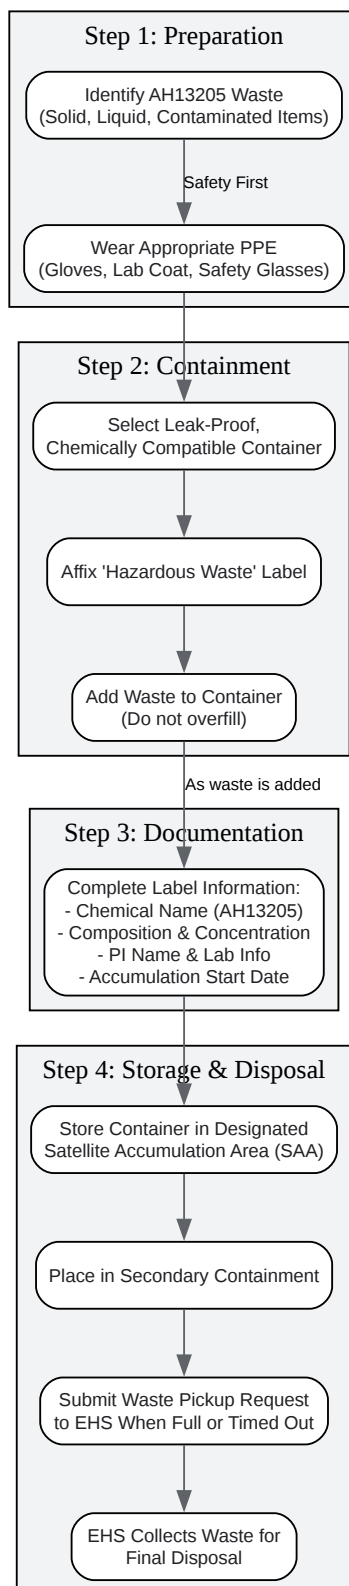 Step 1: Preparation
Identify AH13205 Waste
(Solid, Liquid, Contaminated Items)
Safety First
Wear Appropriate PPE
(Gloves, Lab Coat, Safety Glasses)
Step 2: Containment
Select Leak-Proof,
Chemically Compatible Container
Affix 'Hazardous Waste' Label
Add Waste to Container
(Do not overfill)
As waste is added
Step 3: Documentation
Complete Label Information:
- Chemical Name (AH13205)
- Composition & Concentration
- PI Name & Lab Info
- Accumulation Start Date
Step 4: Storage & Disposal
Store Container in Designated
Satellite Accumulation Area (SAA)
Place in Secondary Containment
Submit Waste Pickup Request
to EHS When Full or Timed Out
EHS Collects Waste for
Final Disposal